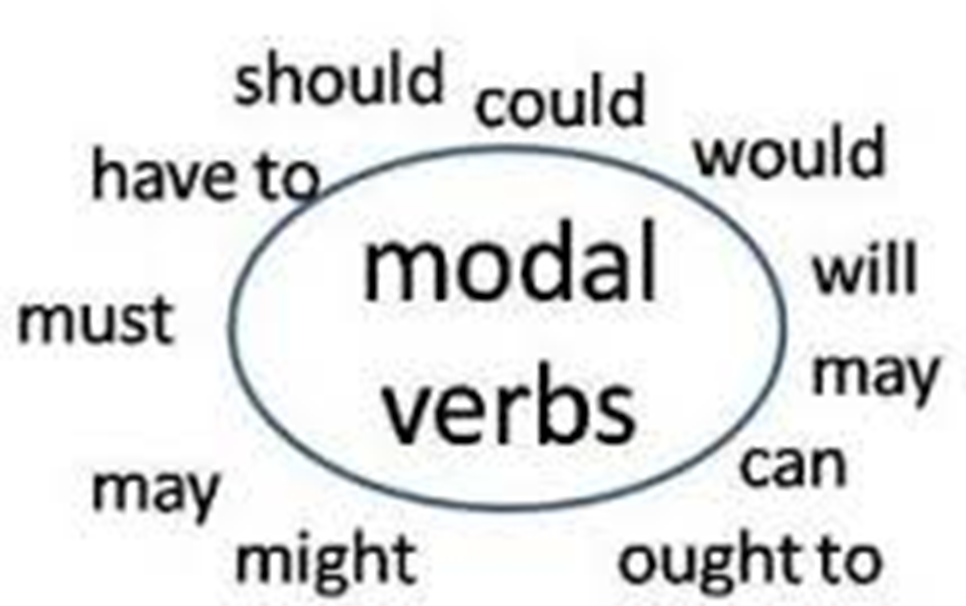 should could
would
have to
modal
will
must
may
verbs
can
may
might
ought to